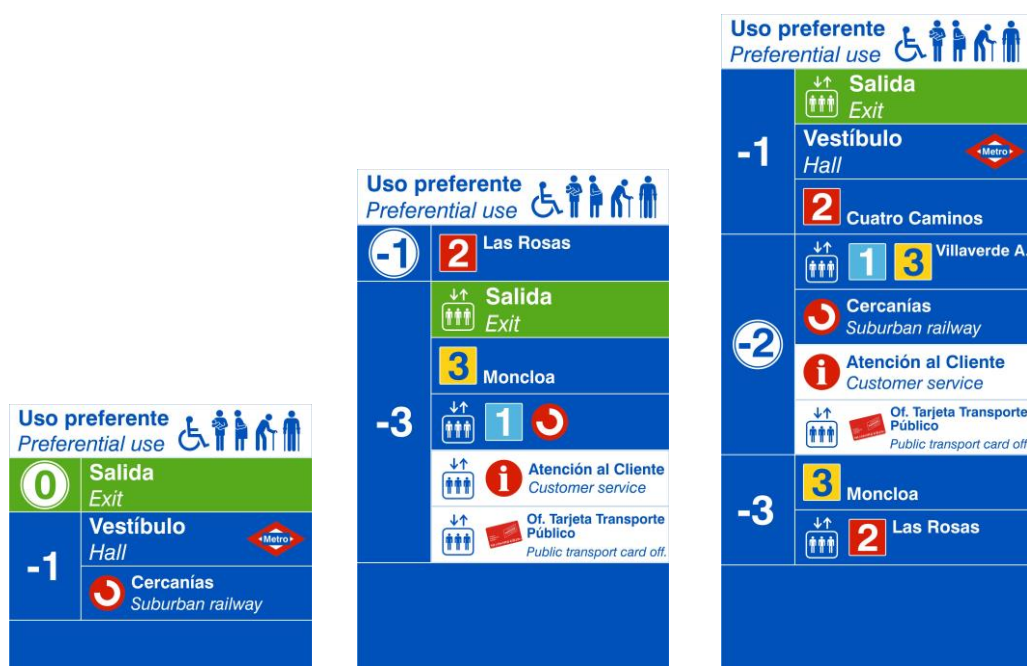 Uso preferente
Preferential use
0
Salida
Exit
-1
Vestíbulo
Hall
Metro
Cercanías
Suburban railway
Uso preferente
Preferential use
-1
2 Las Rosas
-3
Salida
Exit
3 Moncloa
1
i
Atención al Cliente
Customer service
Of. Tarjeta Transporte
Público
Public transport card off.
Uso preferente
Preferential use
-1
Salida
Exit
Vestíbulo
Hall
Metro
2 Cuatro Caminos
-2
1 3 Villaverde A.
Cercanías
Suburban railway
i
Atención al Cliente
Customer service
Of. Tarjeta Transporte
Público
Public transport card off.
-3
3 Moncloa
2 Las Rosas